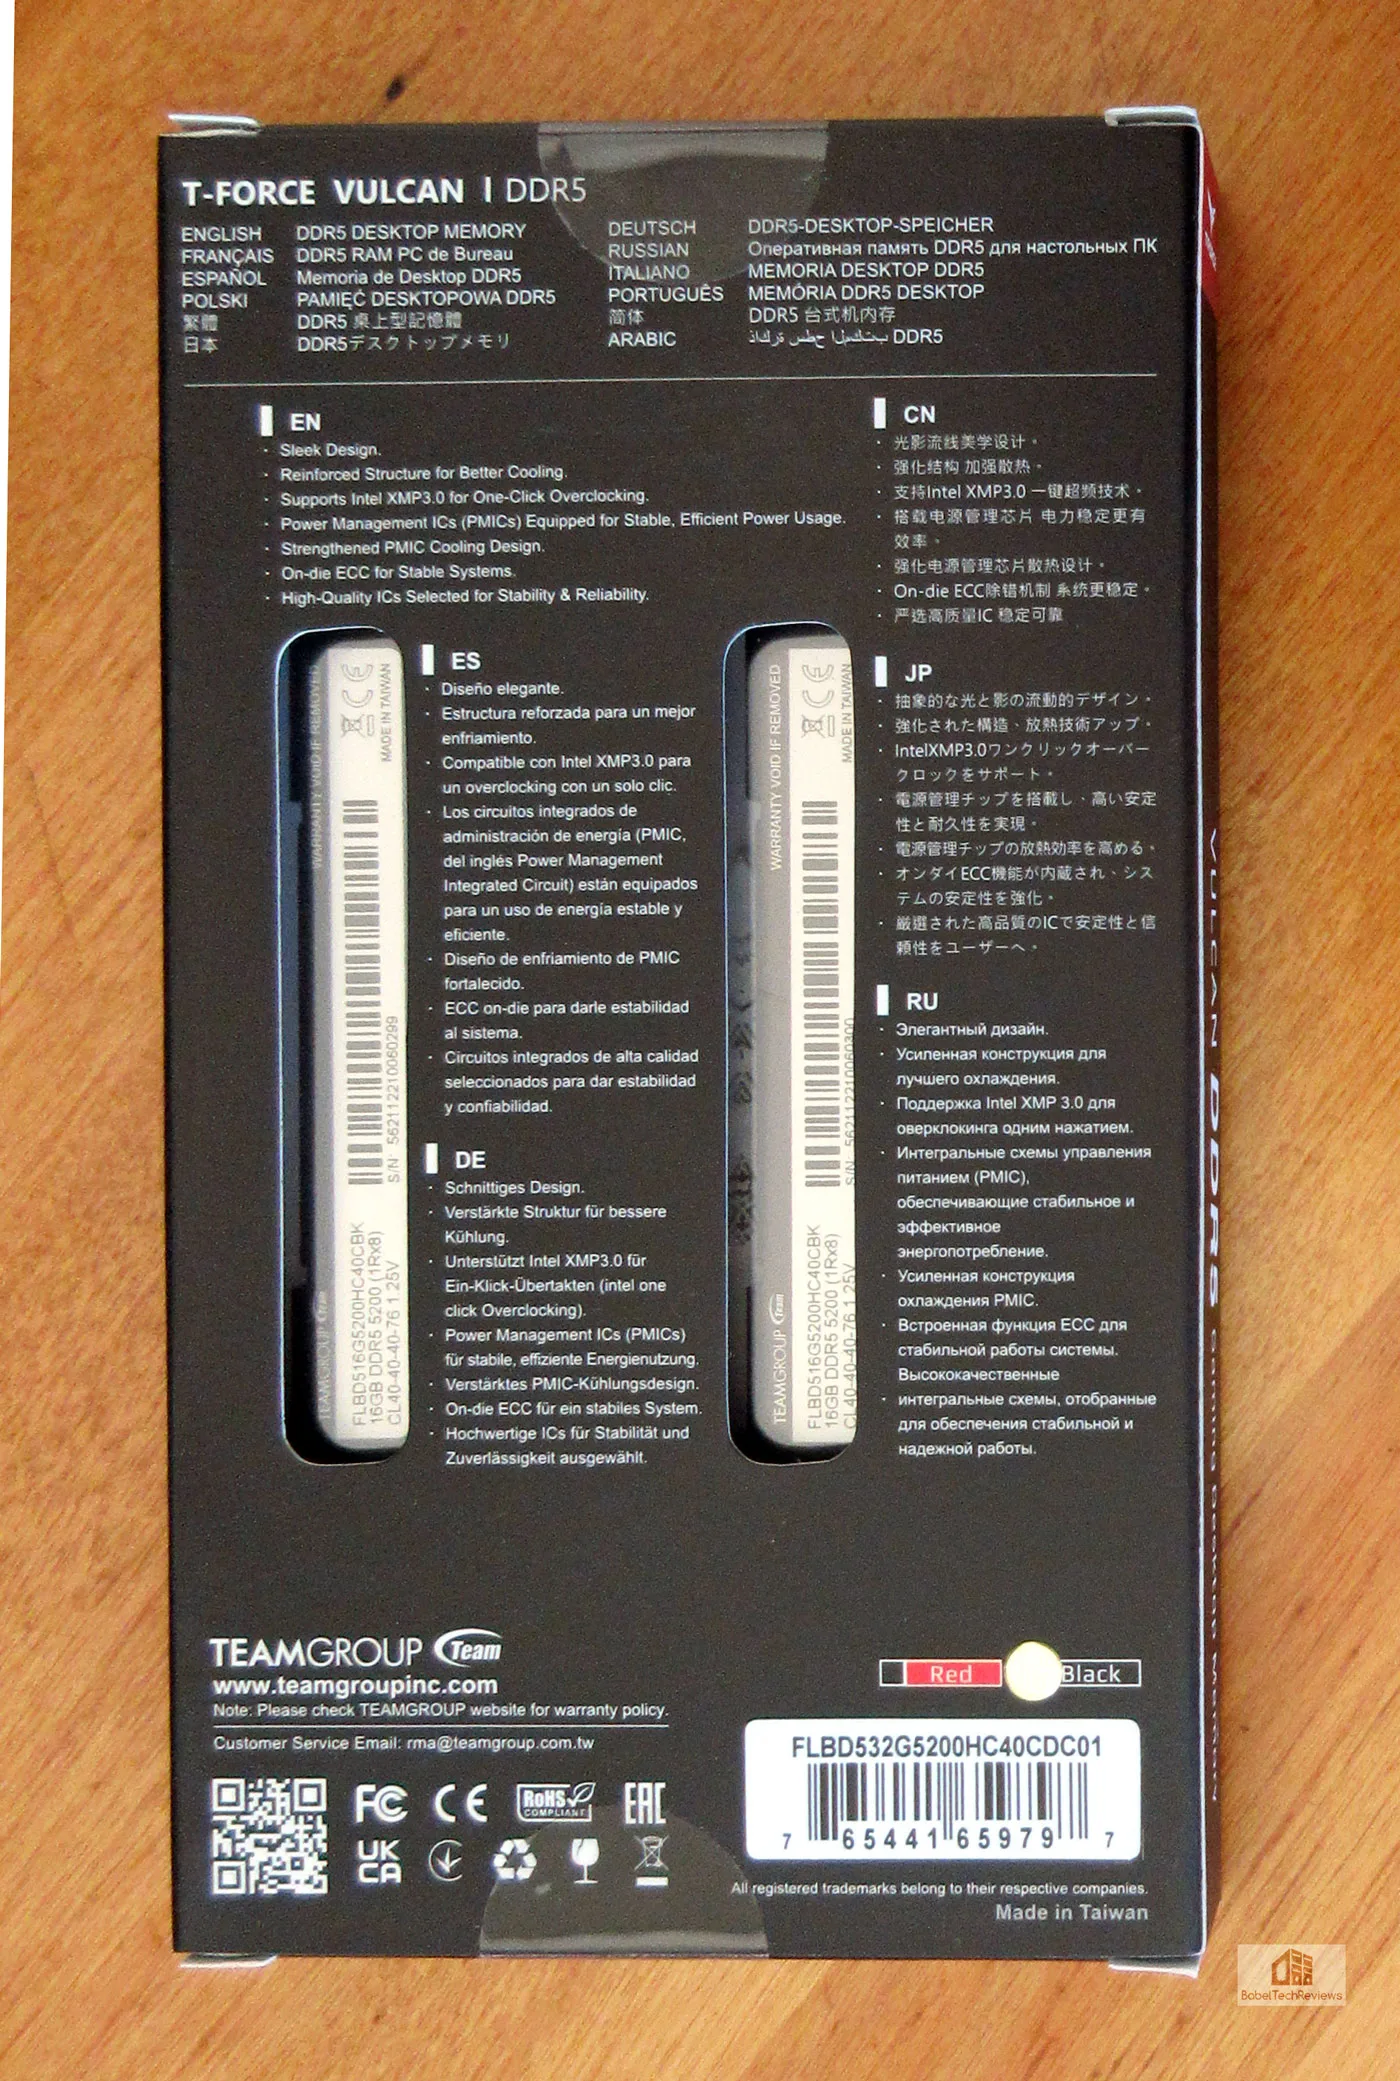 T-FORCE VULCAN | DDR5
ENGLISH DDR5 DESKTOP MEMORY
FRANÇAIS DDR5 RAM PC de Bureau
ESPAÑOL Memoria de Desktop DDR5
POLSKI PAMIĘĆ DESKTOPOWA DDR5
繁體 DDR5 桌上型記憶體
日本 DDR5デスクトップメモリ
DEUTSCH DDR5-DESKTOP-SPEICHER
RUSSIAN Оперативная память DDR5 для настольных ПК
ITALIANO MEMORIA DESKTOP DDR5
PORTUGUÊS MEMÓRIA DDR5 DESKTOP
简体 DDR5 台式机内存
ARABIC ذاكرة سطح المكتب DDR5
EN
· Sleek Design.
· Reinforced Structure for Better Cooling.
· Supports Intel XMP3.0 for One-Click Overclocking.
· Power Management ICs (PMICs) Equipped for Stable, Efficient Power Usage.
· Strengthened PMIC Cooling Design.
· On-die ECC for Stable Systems.
· High-Quality ICs Selected for Stability & Reliability.
ES
· Diseño elegante.
· Estructura reforzada para un mejor
enfriamiento.
· Compatible con Intel XMP3.0 para
un overclocking con un solo clic.
· Los circuitos integrados de
administración de energía (PMIC,
del inglés Power Management
Integrated Circuit) están equipados
para un uso de energía estable y
eficiente.
· Diseño de enfriamiento de PMIC
fortalecido.
· ECC on-die para darle estabilidad
al sistema.
· Circuitos integrados de alta calidad
seleccionados para dar estabilidad
y confiabilidad.
DE
· Schnittiges Design.
· Verstärkte Struktur für bessere
Kühlung.
· Unterstützt Intel XMP3.0 für
Ein-Klick-Übertakten (intel one
click Overclocking).
· Power Management ICs (PMICs)
für stabile, effiziente Energienutzung.
· Verstärktes PMIC-Kühlungsdesign.
· On-die ECC für ein stabiles System.
· Hochwertige ICs für Stabilität und
Zuverlässigkeit ausgewählt.
CN
· 光影流线美学设计。
· 强化结构 加强散热。
· 支持Intel XMP3.0 一键超频技术。
· 搭载电源管理芯片 电力稳定更有
效率。
· 强化电源管理芯片散热设计。
· On-die ECC除错机制 系统更稳定。
· 严选高质量IC 稳定可靠
JP
· 抽象的な光と影の流動的デザイン。
· 強化された構造、放熱技術アップ。
· IntelXMP3.0ワンクリックオーバー
クロックをサポート。
· 電源管理チップを搭載し、高い安定
性と耐久性を実現。
· 電源管理チップの放熱効率を高める、
· オンダイECC機能が内蔵され、シス
テムの安定性を強化。
· 厳選された高品質のICで安定性と信
頼性をユーザーへ。
RU
· Элегантный дизайн.
· Усиленная конструкция для
лучшего охлаждения.
· Поддержка Intel XMP 3.0 для
оверклокинга одним нажатием.
· Интегральные схемы управления
питанием (PMIC),
обеспечивающие стабильное и
эффективное
энергопотребление.
· Усиленная конструкция
охлаждения PMIC.
· Встроенная функция ECC для
стабильной работы системы.
Высококачественные
· интегральные схемы, отобранные
для обеспечения стабильной и
надежной работы.
WARRANTY VOID IF REMOVED
TEAMGROUP Team
MADE IN TAIWAN
S/N: 562112210060299
FLBD516G5200HC40CBK
16GB DDR5 5200 (1Rx8)
CL40-40-40-76 1.25V
WARRANTY VOID IF REMOVED
TEAMGROUP Team
MADE IN TAIWAN
S/N: 562112210060300
FLBD516G5200HC40CBK
16GB DDR5 5200 (1Rx8)
CL40-40-40-76 1.25V
VULCAN DDR5 Gaming Desktop Memory
TEAMGROUP Team
www.teamgroupinc.com
Note: Please check TEAMGROUP website for warranty policy.
Customer Service Email: rma@teamgroup.com.tw
FC CE RoHS COMPLIANT EAC
UK CA
Red Black
FLBD532G5200HC40CDC01
7 65441 65979 7
All registered trademarks belong to their respective companies.
Made in Taiwan
BabelTechReviews